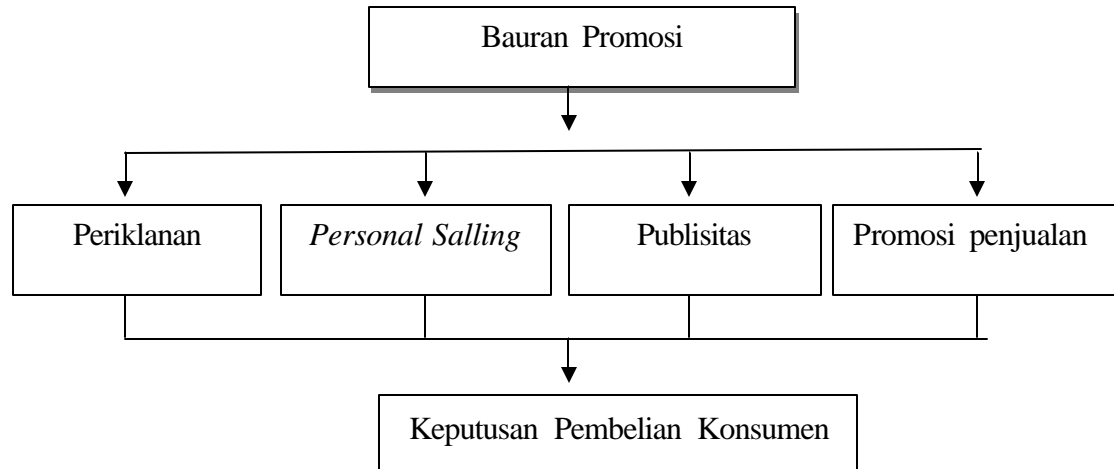 Bauran Promosi
Periklanan
Personal Salling
Publisitas
Promosi penjualan
Keputusan Pembelian Konsumen